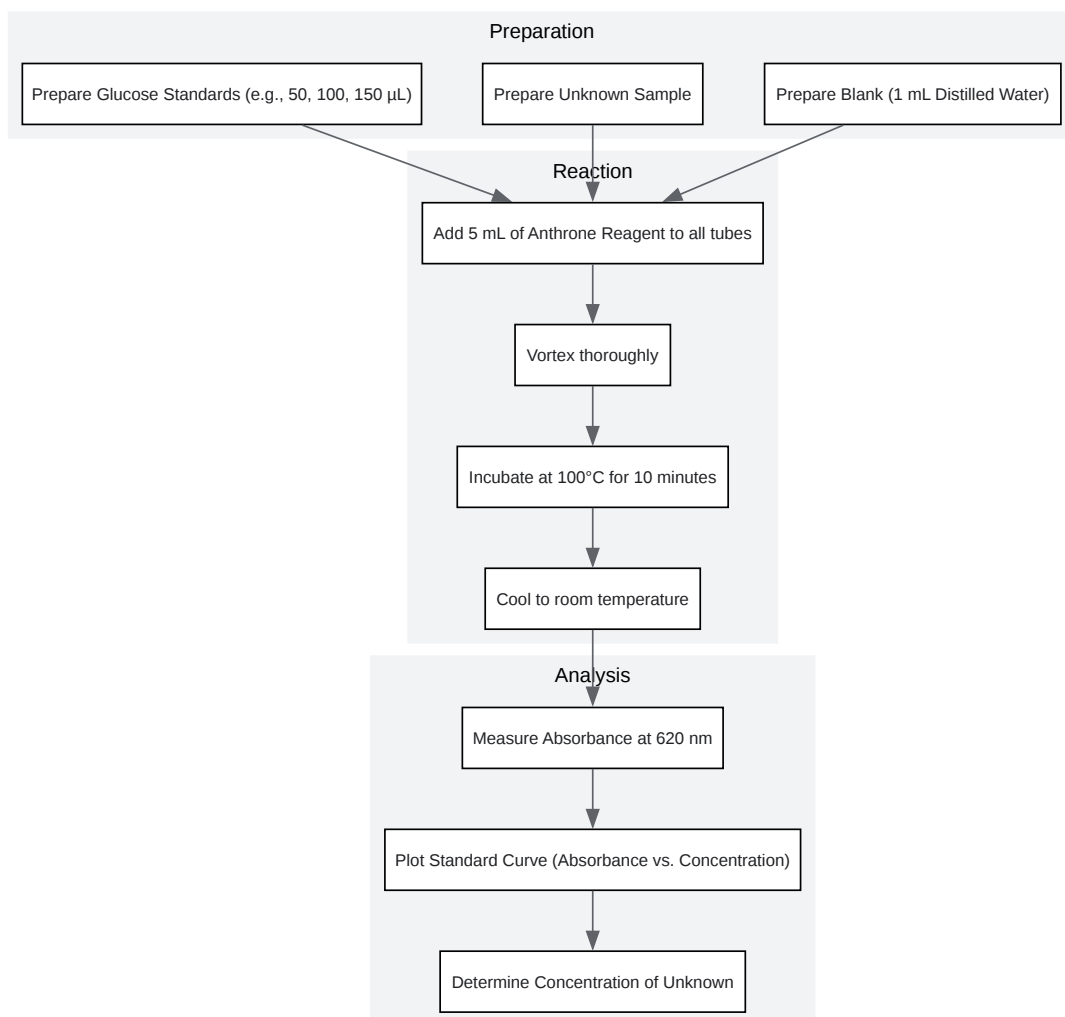 Preparation
Prepare Glucose Standards (e.g., 50, 100, 150 µL)
Prepare Unknown Sample
Prepare Blank (1 mL Distilled Water)
Reaction
Add 5 mL of Anthrone Reagent to all tubes
Vortex thoroughly
Incubate at 100°C for 10 minutes
Cool to room temperature
Analysis
Measure Absorbance at 620 nm
Plot Standard Curve (Absorbance vs. Concentration)
Determine Concentration of Unknown